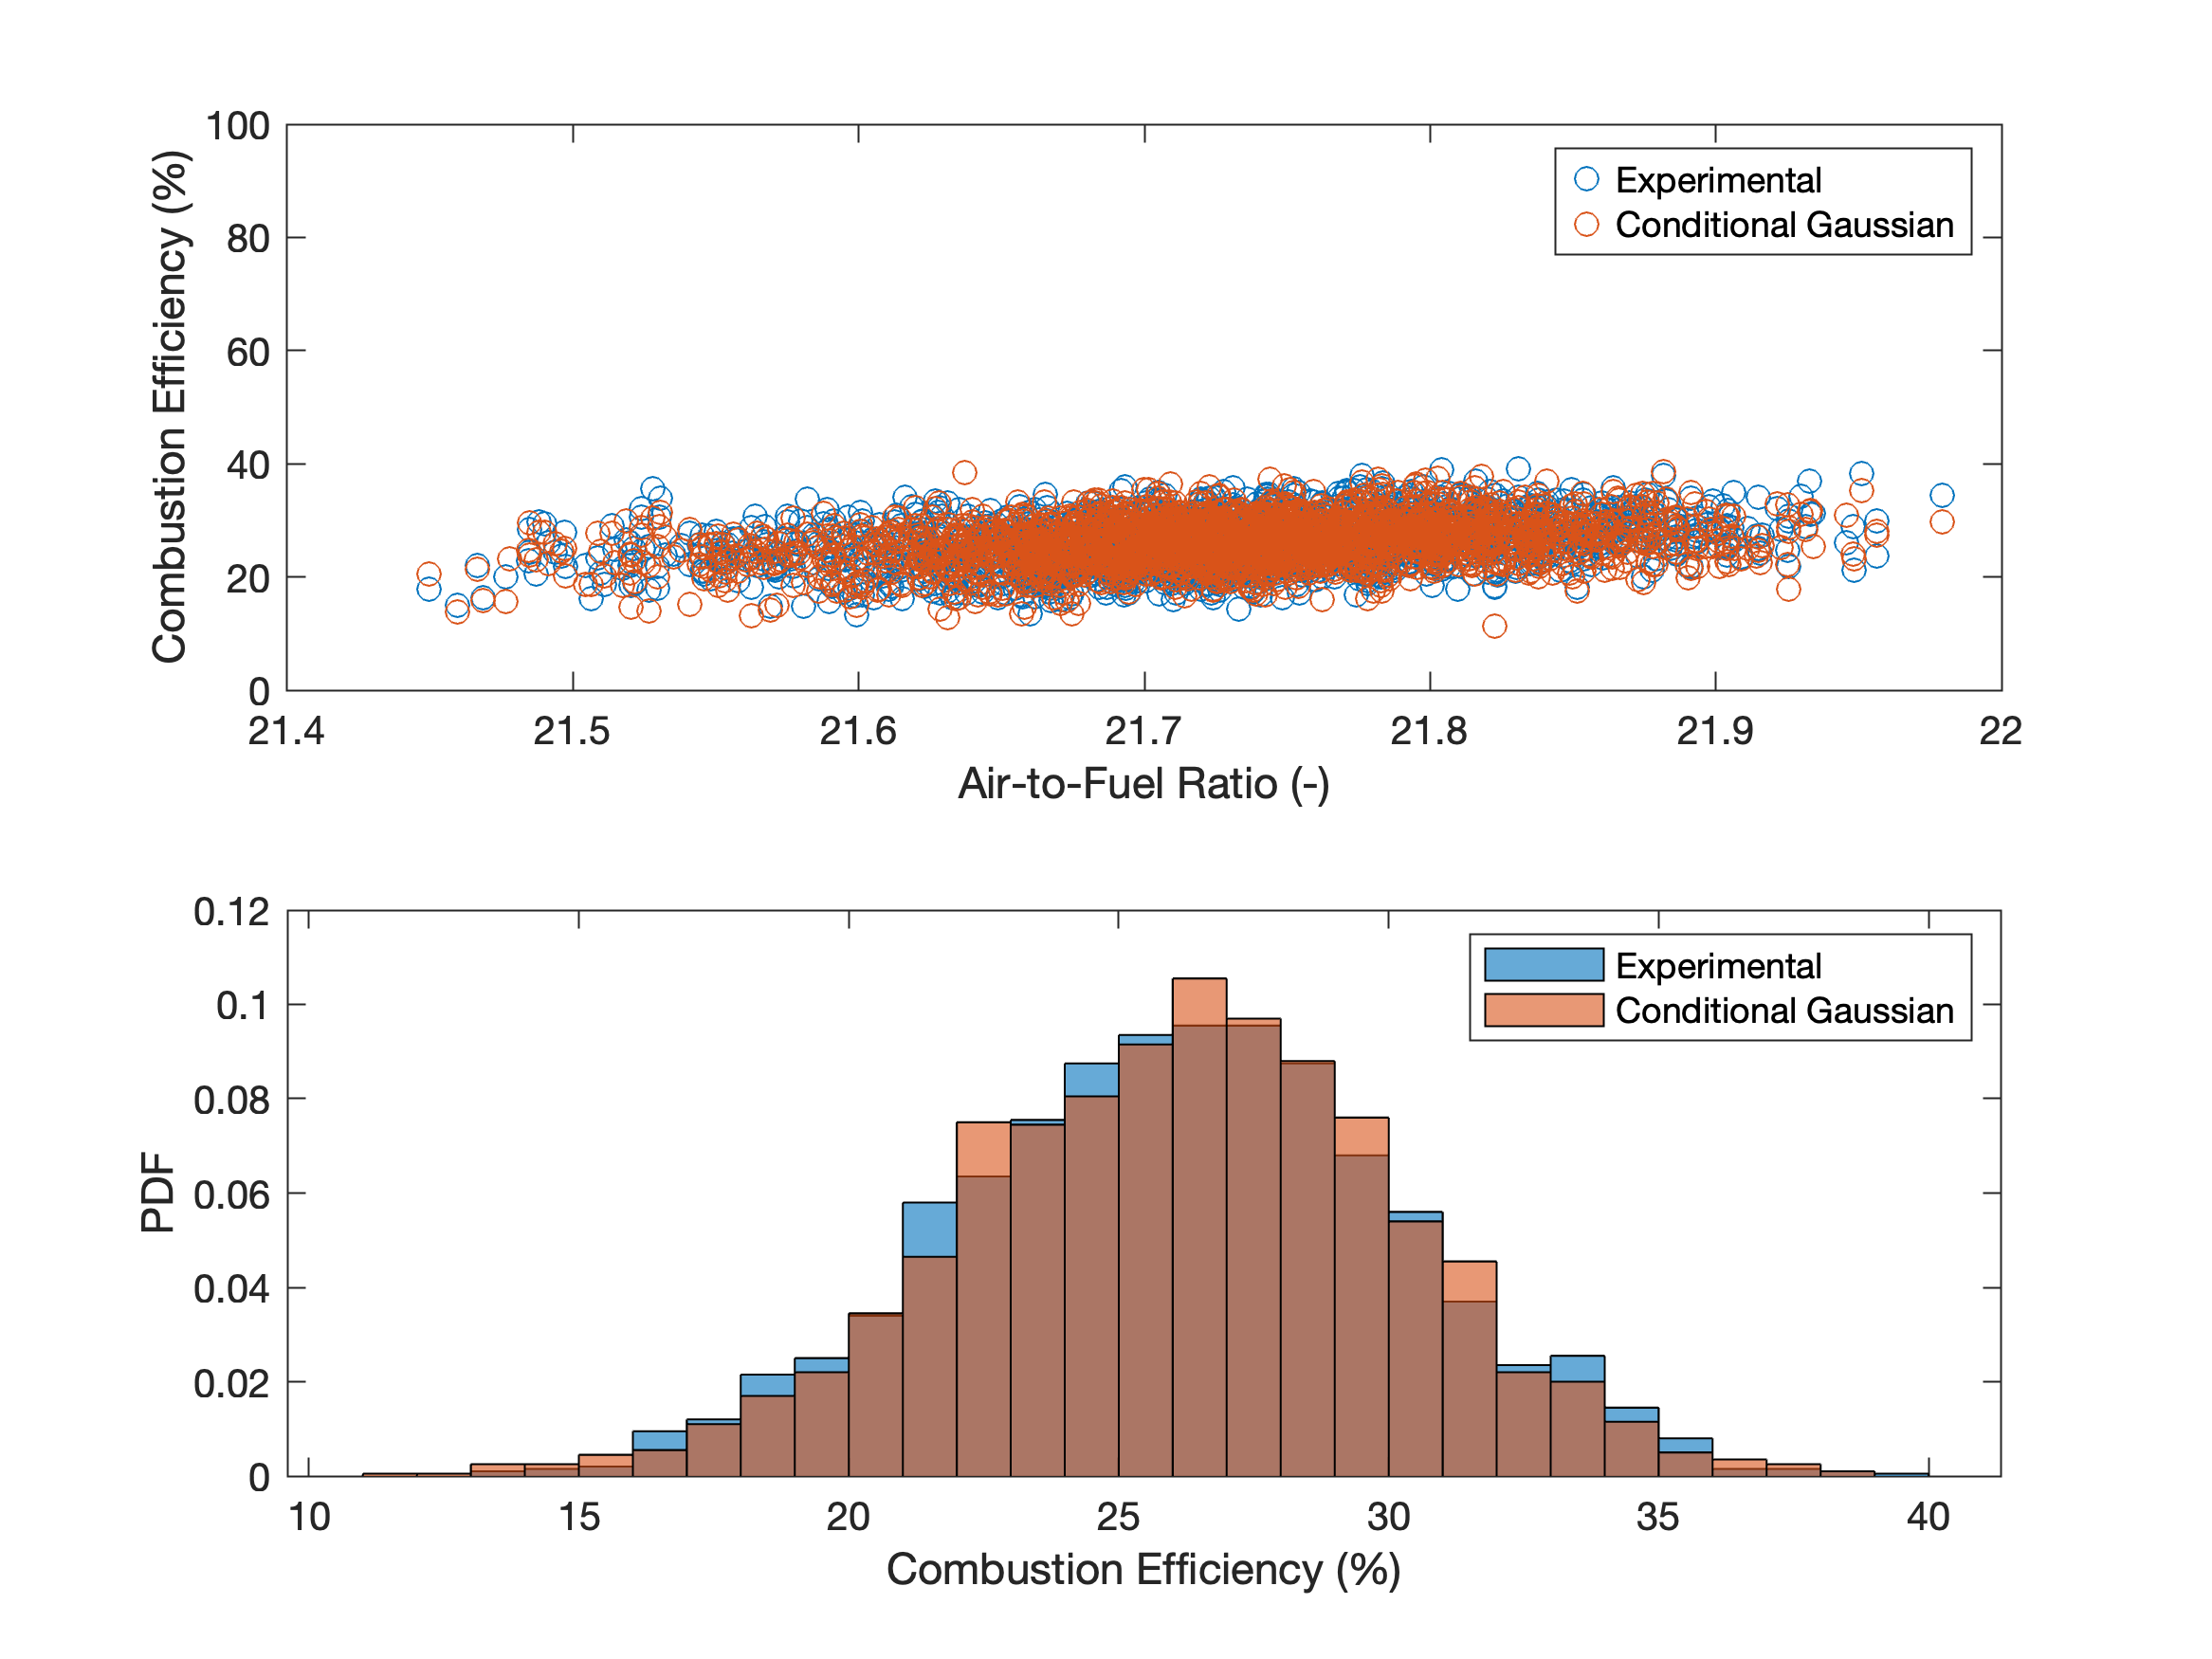 100
80
60
40
20
0
Combustion Efficiency (%)
Experimental
Conditional Gaussian
21.4 21.5 21.6 21.7 21.8 21.9 22
Air-to-Fuel Ratio (-)
0.12
0.1
0.08
0.06
0.04
0.02
0
PDF
Experimental
Conditional Gaussian
10 15 20 25 30 35 40
Combustion Efficiency (%)